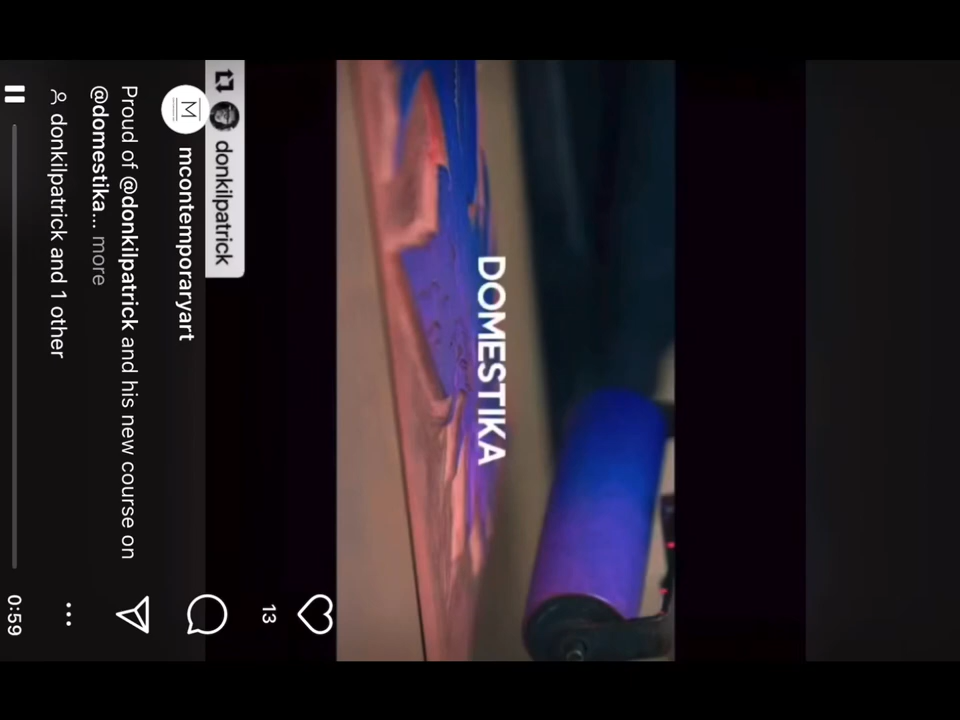 DOMESTIKA
donkilpatrick
13
M
mcontemporaryart
Proud of @donkilpatrick and his new course on
@domestika... more
donkilpatrick and 1 other
0:59